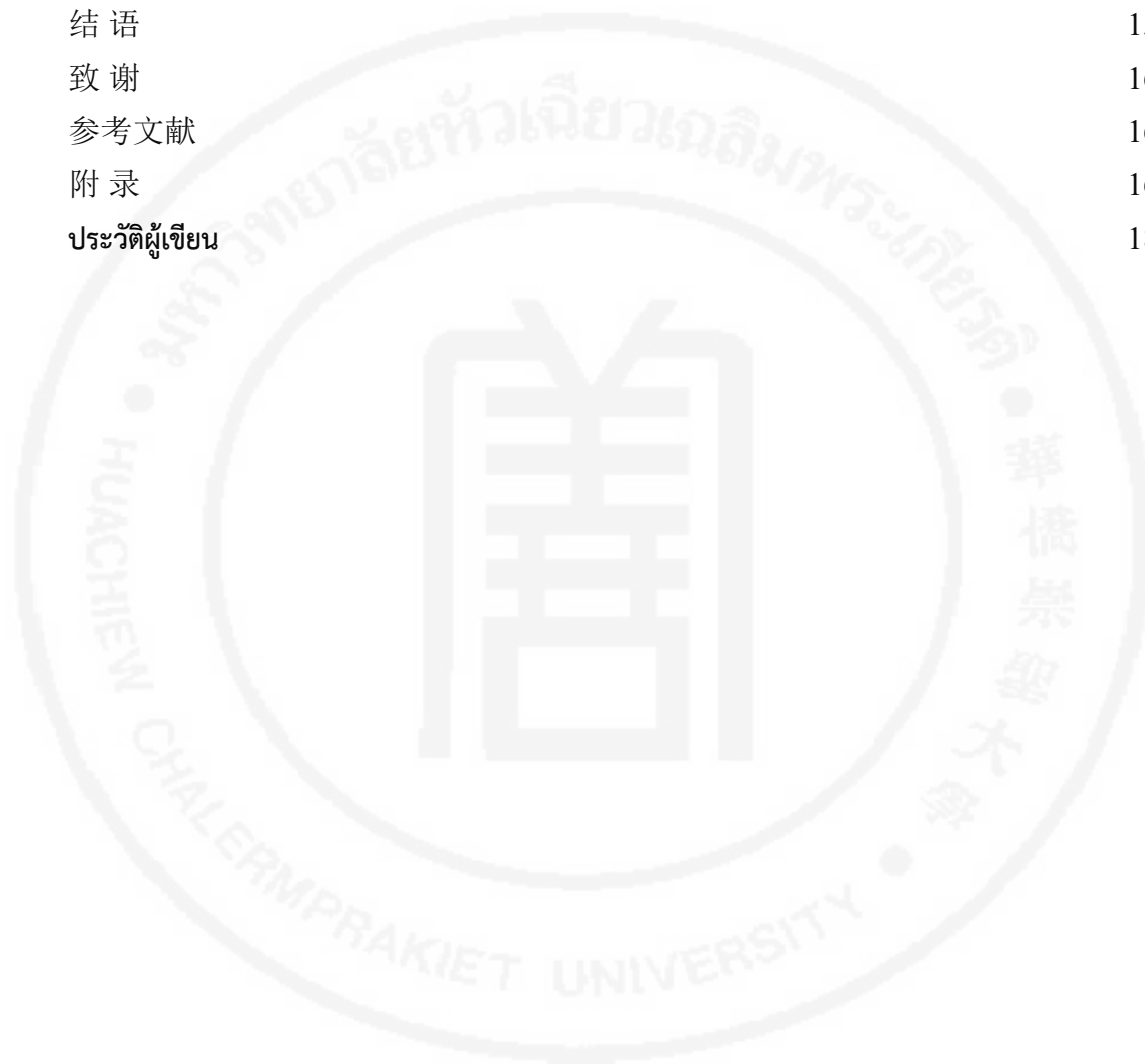 结 语
致 谢
参考文献
附 录
ประวัติผู้เขียน
มหาวิทยาลัยหัวเฉียวเฉลิมพระเกียรติ
華僑崇聖大學
HUACHIEW CHALERMPRAKIET UNIVERSITY